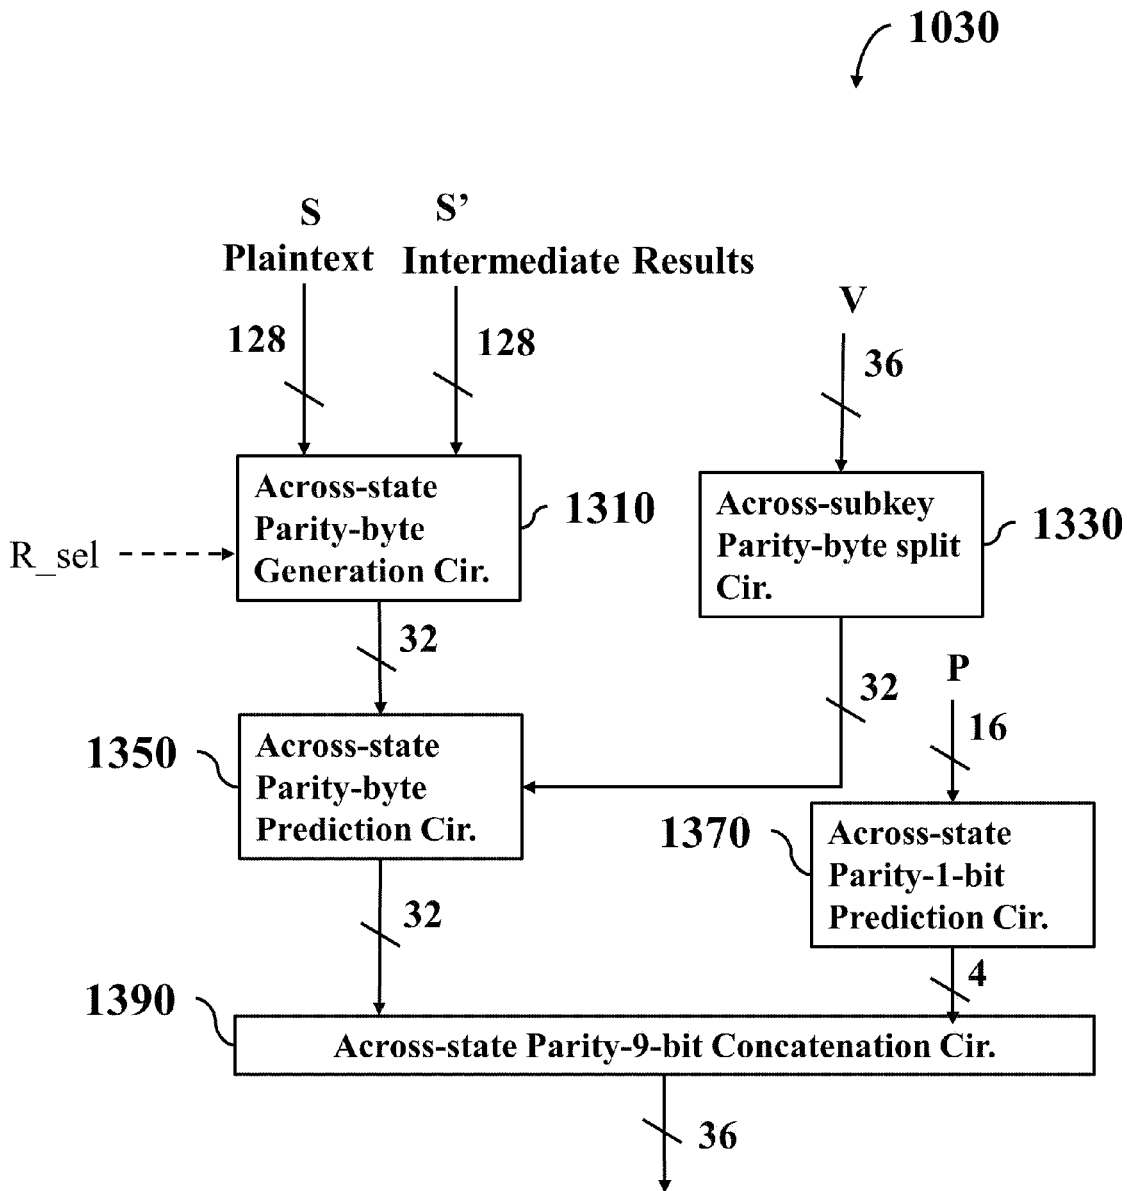 1030
S
S’
Plaintext
Intermediate Results
V
128
128
36
Across-state
Parity-byte
Generation Cir.
1310
Across-subkey
Parity-byte split
Cir.
1330
R_sel
32
32
P
16
1350
Across-state
Parity-byte
Prediction Cir.
1370
Across-state
Parity-1-bit
Prediction Cir.
32
4
1390
Across-state Parity-9-bit Concatenation Cir.
36